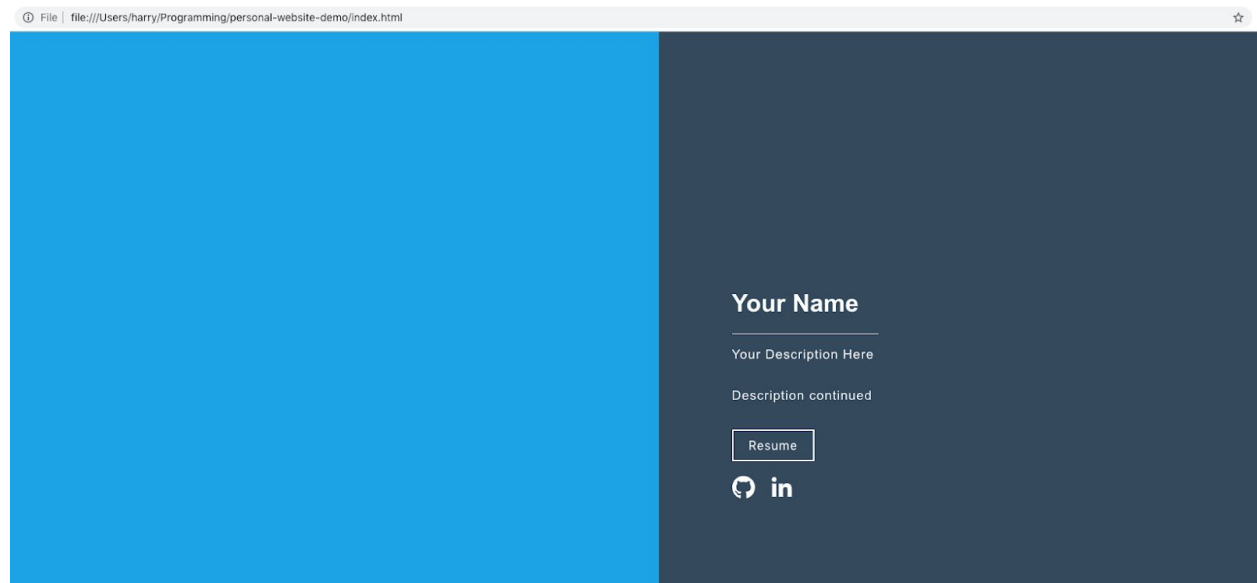 File file:///Users/harry/Programming/personal-website-demo/index.html
Your Name
Your Description Here
Description continued
Resume
in